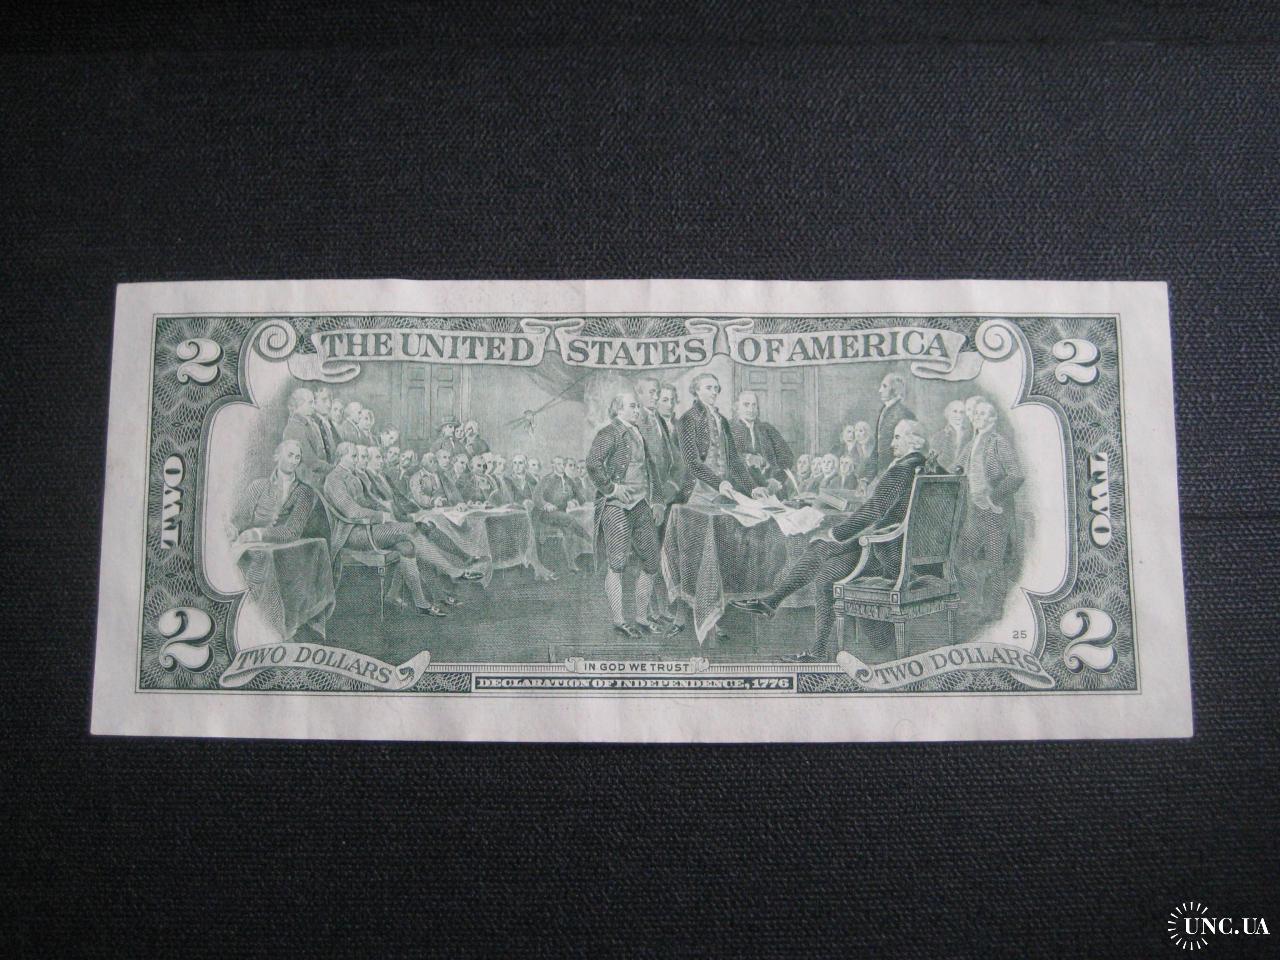 THE UNITED STATES OF AMERICA
2 2
TWO TWO
25
2 2
TWO DOLLARS IN GOD WE TRUST TWO DOLLARS
DECLARATION OF INDEPENDENCE, 1776
UNC.UA